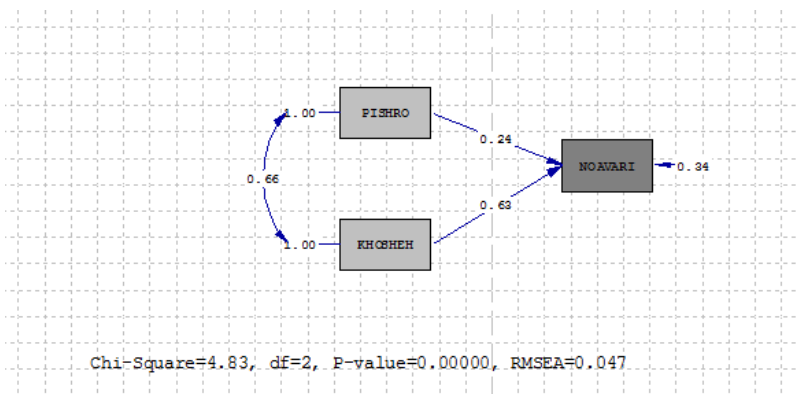 1.00
PISHRO
0.24
NOAVARI
0.34
0.66
0.63
1.00
KHOSHEH
Chi-Square=4.83, df=2, P-value=0.00000, RMSEA=0.047